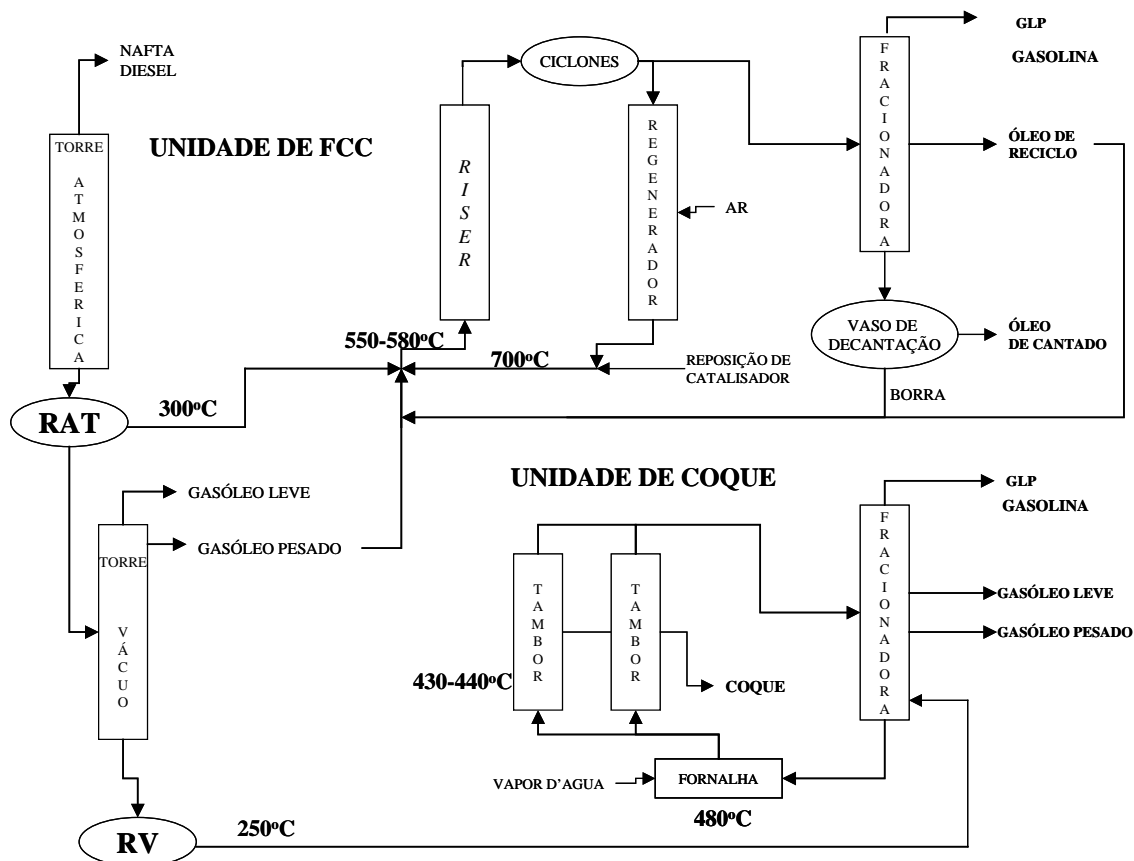 GLP
GASOLINA
NAFTA
DIESEL
CICLONES
FRACIONADORA
TORRE
ATMOSFERICA
UNIDADE DE FCC
RISER
REGENERADOR
AR
ÓLEO DE
RECICLO
VASO DE
DECANTAÇÃO
ÓLEO
DE CANTADO
550-580ºC
700ºC
REPOSIÇÃO DE
CATALISADOR
BORRA
300ºC
RAT
UNIDADE DE COQUE
GLP
GASOLINA
GASÓLEO LEVE
GASÓLEO PESADO
TORRE
VÁCUO
TAMBOR
TAMBOR
FRACIONADORA
GASÓLEO LEVE
GASÓLEO PESADO
430-440ºC
COQUE
VAPOR D’AGUA
FORNALHA
480ºC
RV
250ºC